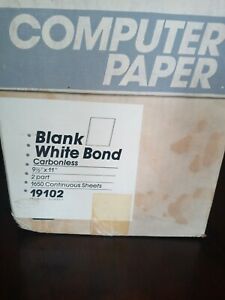 COMPUTER
PAPER
Blank
White Bond
Carbonless
9½" x 11"
2 part
1650 Continuous Sheets
19102